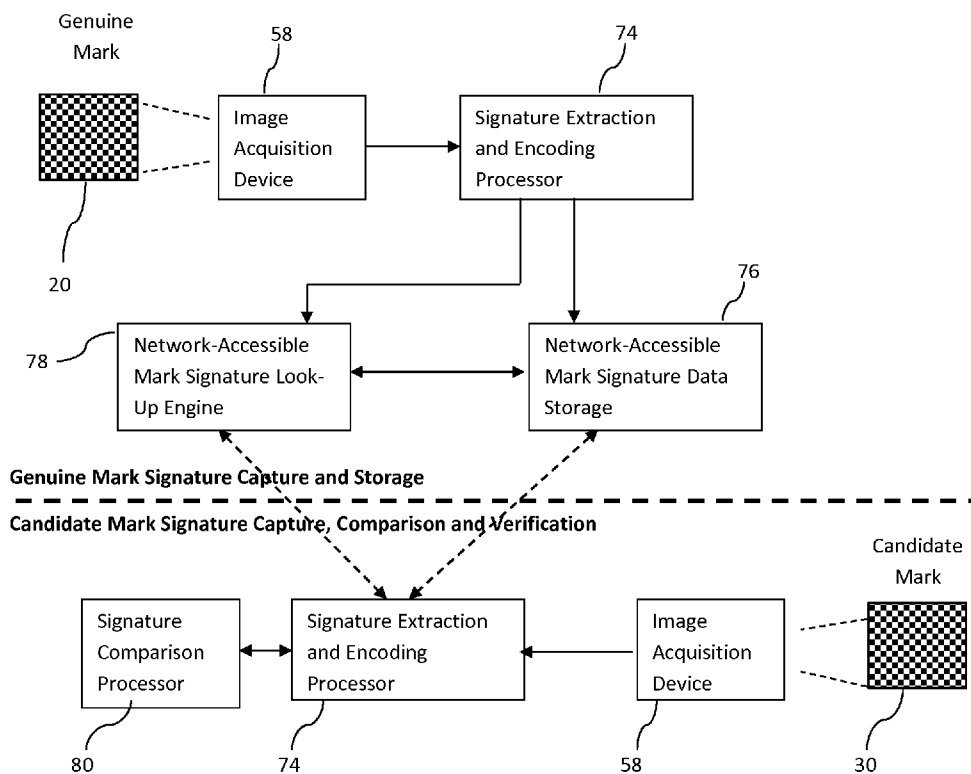 Genuine
Mark
58
74
Image
Acquisition
Device
Signature Extraction
and Encoding
Processor
20
76
78
Network-Accessible
Mark Signature Look-
Up Engine
Network-Accessible
Mark Signature Data
Storage
Genuine Mark Signature Capture and Storage
Candidate Mark Signature Capture, Comparison and Verification
Candidate
Mark
Signature
Comparison
Processor
Signature Extraction
and Encoding
Processor
Image
Acquisition
Device
80
74
58
30